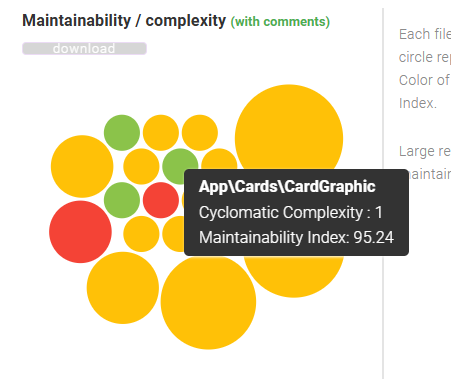 Maintainability / complexity (with comments)
download
Each file
circle rep
Color of
Index.
Large re
App\Cards\CardGraphic
Cyclomatic Complexity : 1
Maintainability Index: 95.24